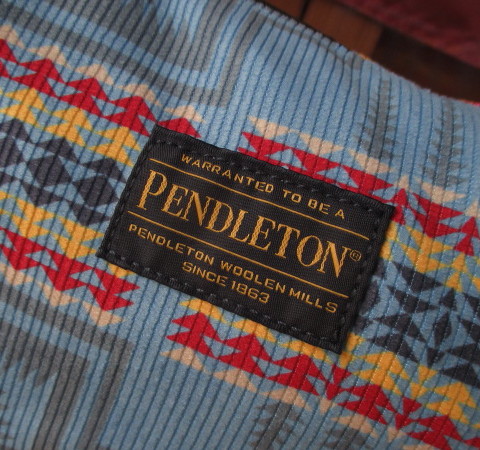 WARRANTED TO BE A
PENDLETON®
PENDLETON WOOLEN MILLS
SINCE 1863